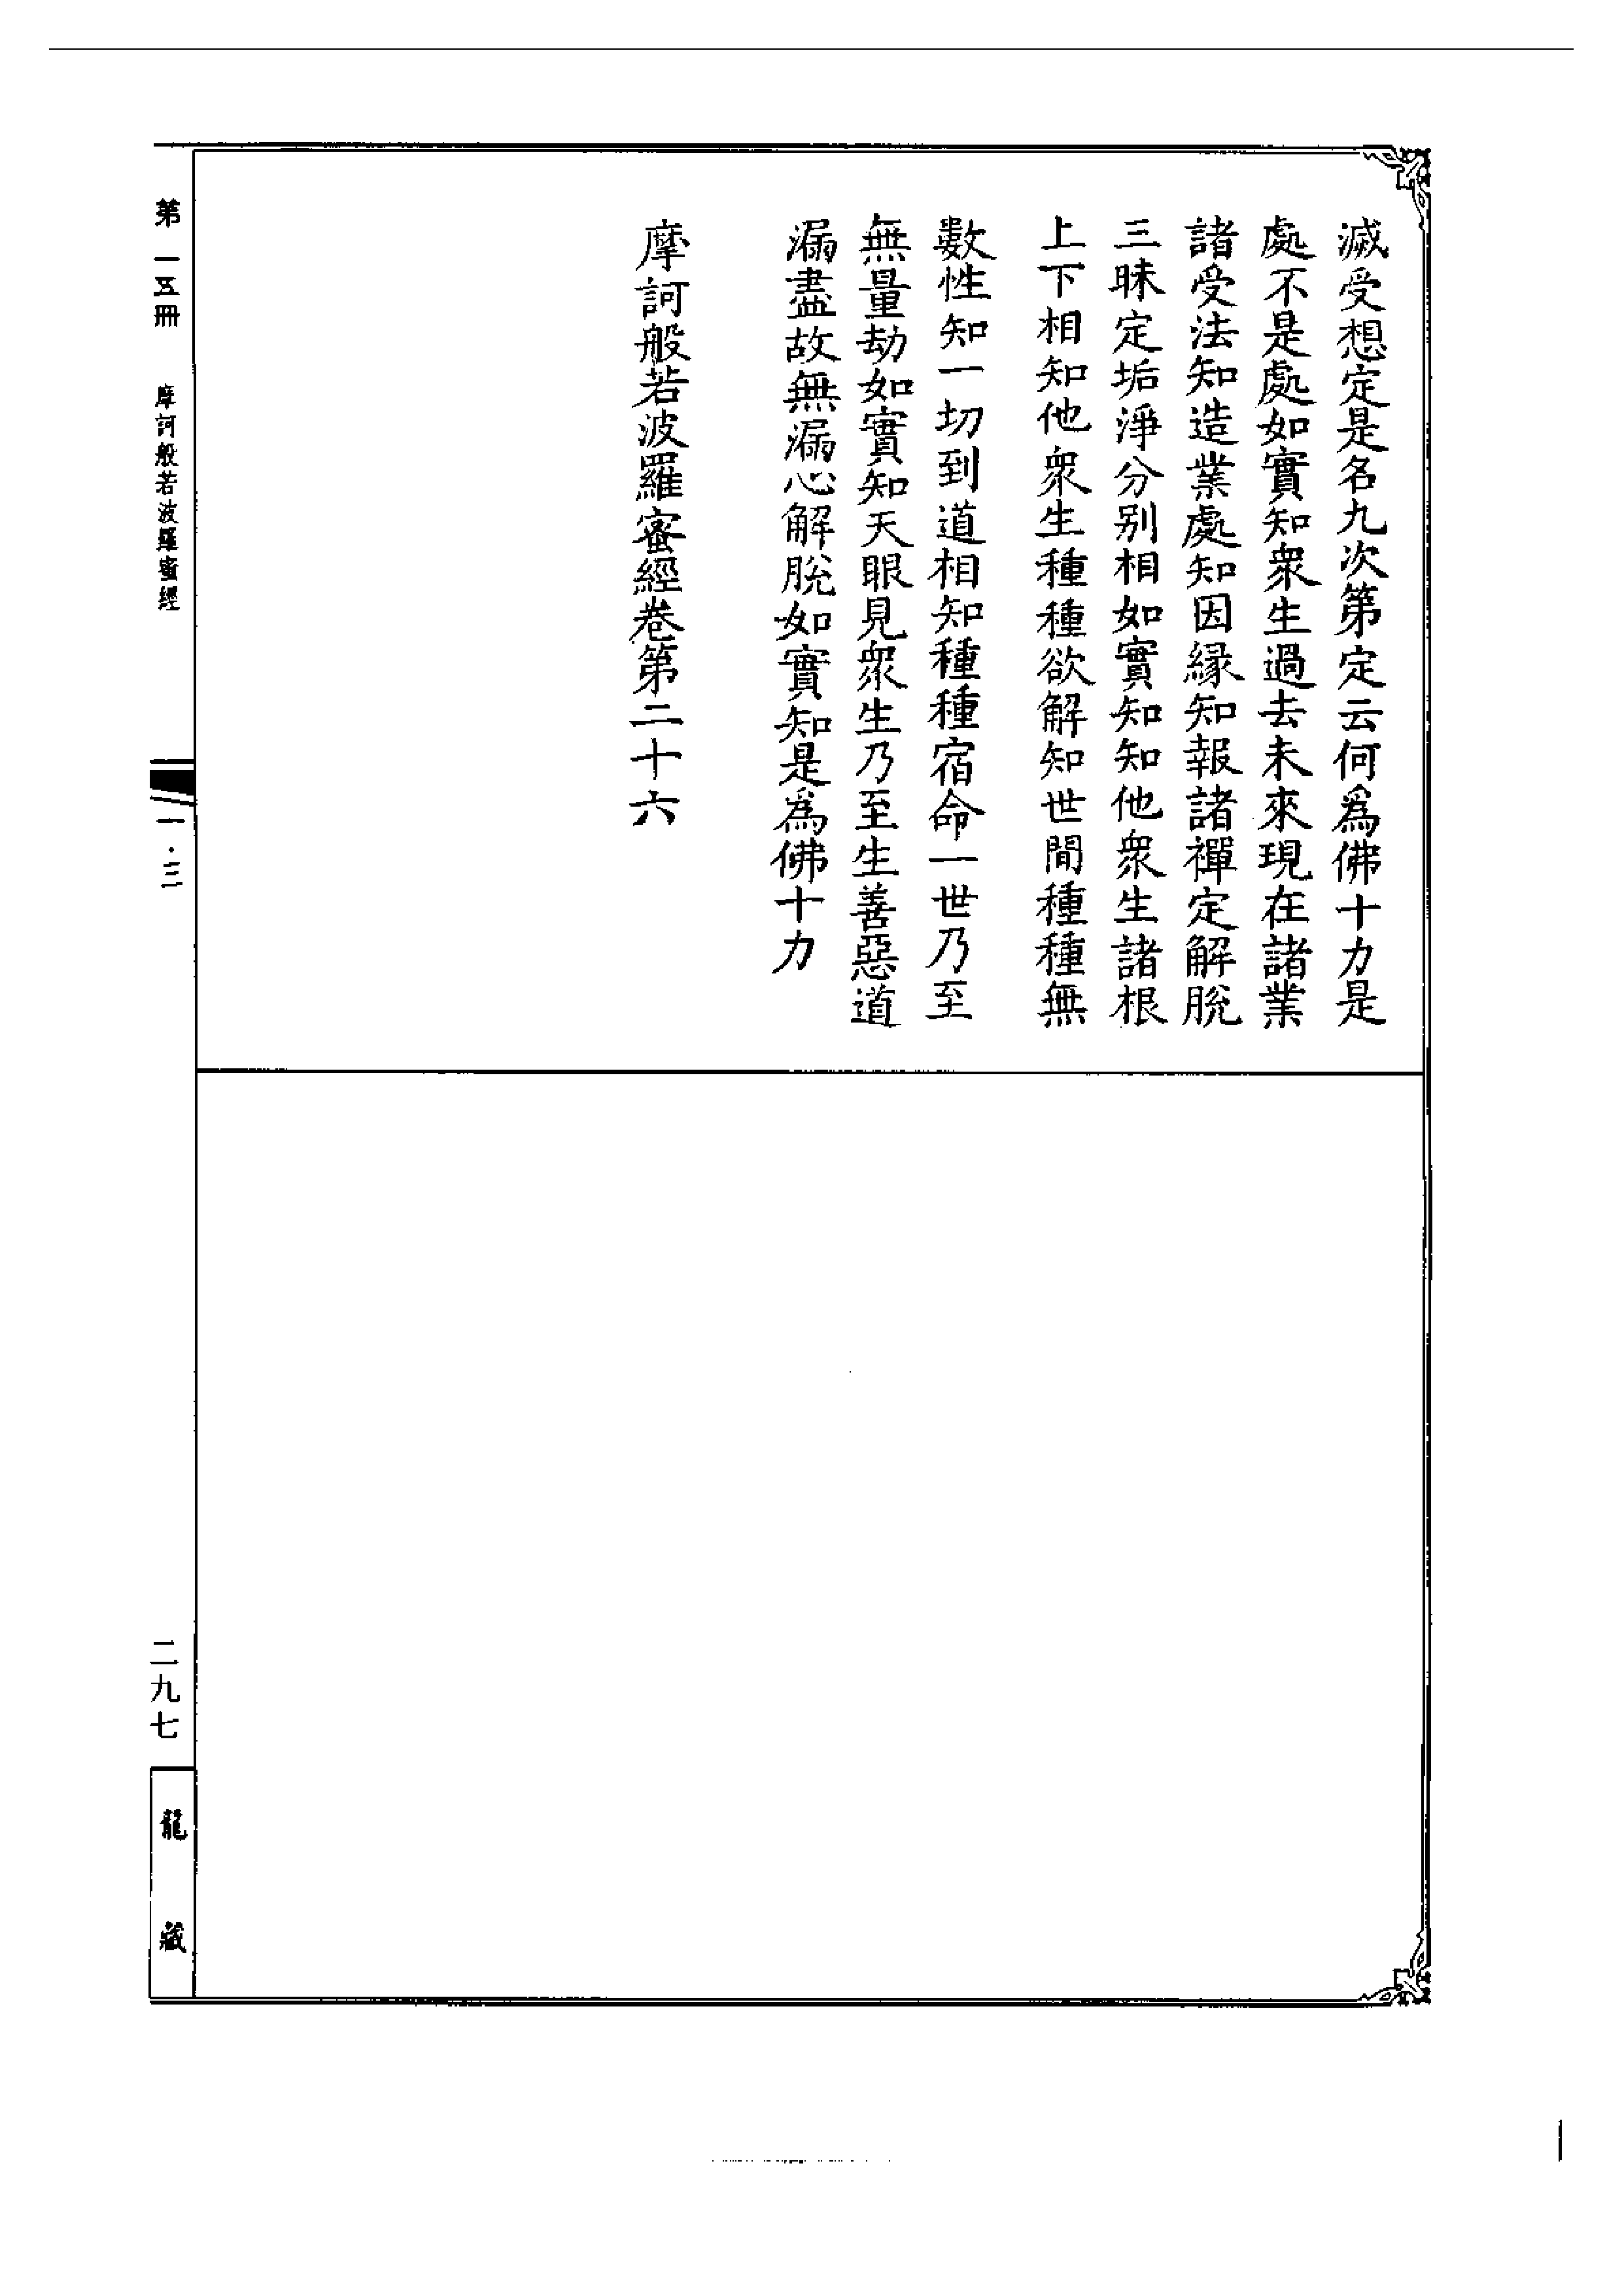 滅受想定是名九次第定云何爲佛十力是
處不是處如實知衆生過去未來現在諸業
諸受法知造業處知因縁知報諸禪定解脫
三昧定垢淨分别相如實知知他衆生諸根
上下相知他衆生種種欲解知世間種種無
數性知一切到道相知種種宿命一世乃至
無量劫如實知天眼見衆生乃至生善惡道
漏盡故無漏心解脫如實知是爲佛十力
摩訶般若波羅蜜經卷第二十六
第一五冊 摩訶般若波羅蜜經
一·三
二九七
龍藏